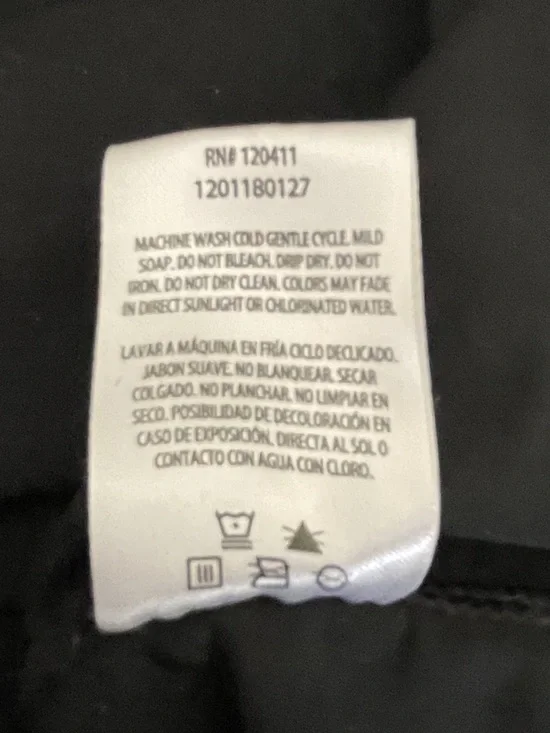 RN# 120411
1201180127
MACHINE WASH COLD GENTLE CYCLE. MILD
SOAP. DO NOT BLEACH. DRIP DRY. DO NOT
IRON. DO NOT DRY CLEAN. COLORS MAY FADE
IN DIRECT SUNLIGHT OR CHLORINATED WATER.
LAVAR A MÁQUINA EN FRÍA CICLO DECLICADO.
JABON SUAVE. NO BLANQUEAR. SECAR
COLGADO. NO PLANCHAR. NO LIMPIAR EN
SECO. POSIBILIDAD DE DECOLORACIÓN EN
CASO DE EXPOSICIÓN. DIRECTA AL SOL O
CONTACTO CON AGUA CON CLORO.